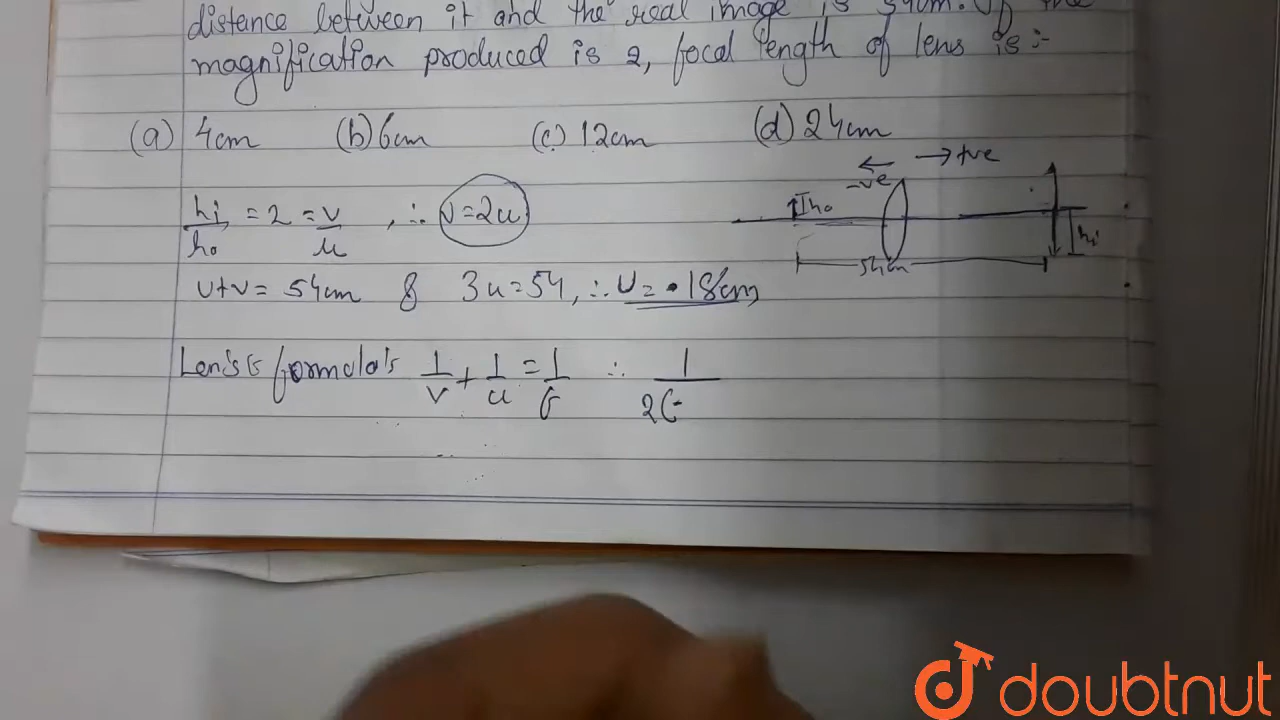 distance between it and the real image is 54cm. If the
magnification produced is 2, focal length of lens is :-
(a) 4cm (b) 6cm (c) 12cm (d) 24cm
← → +ve
-ve
hi/ho = 2 = v/u , ∴ v=2u
ho
hi
54cm
u+v = 54cm & 3u=54, ∴ u = 18cm
Len's's formola's 1/v + 1/u = 1/f ∴ 1/2(-
doubtnut